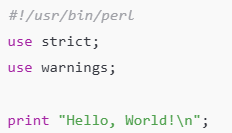 #!/usr/bin/perl
use strict;
use warnings;
print "Hello, World!\n";